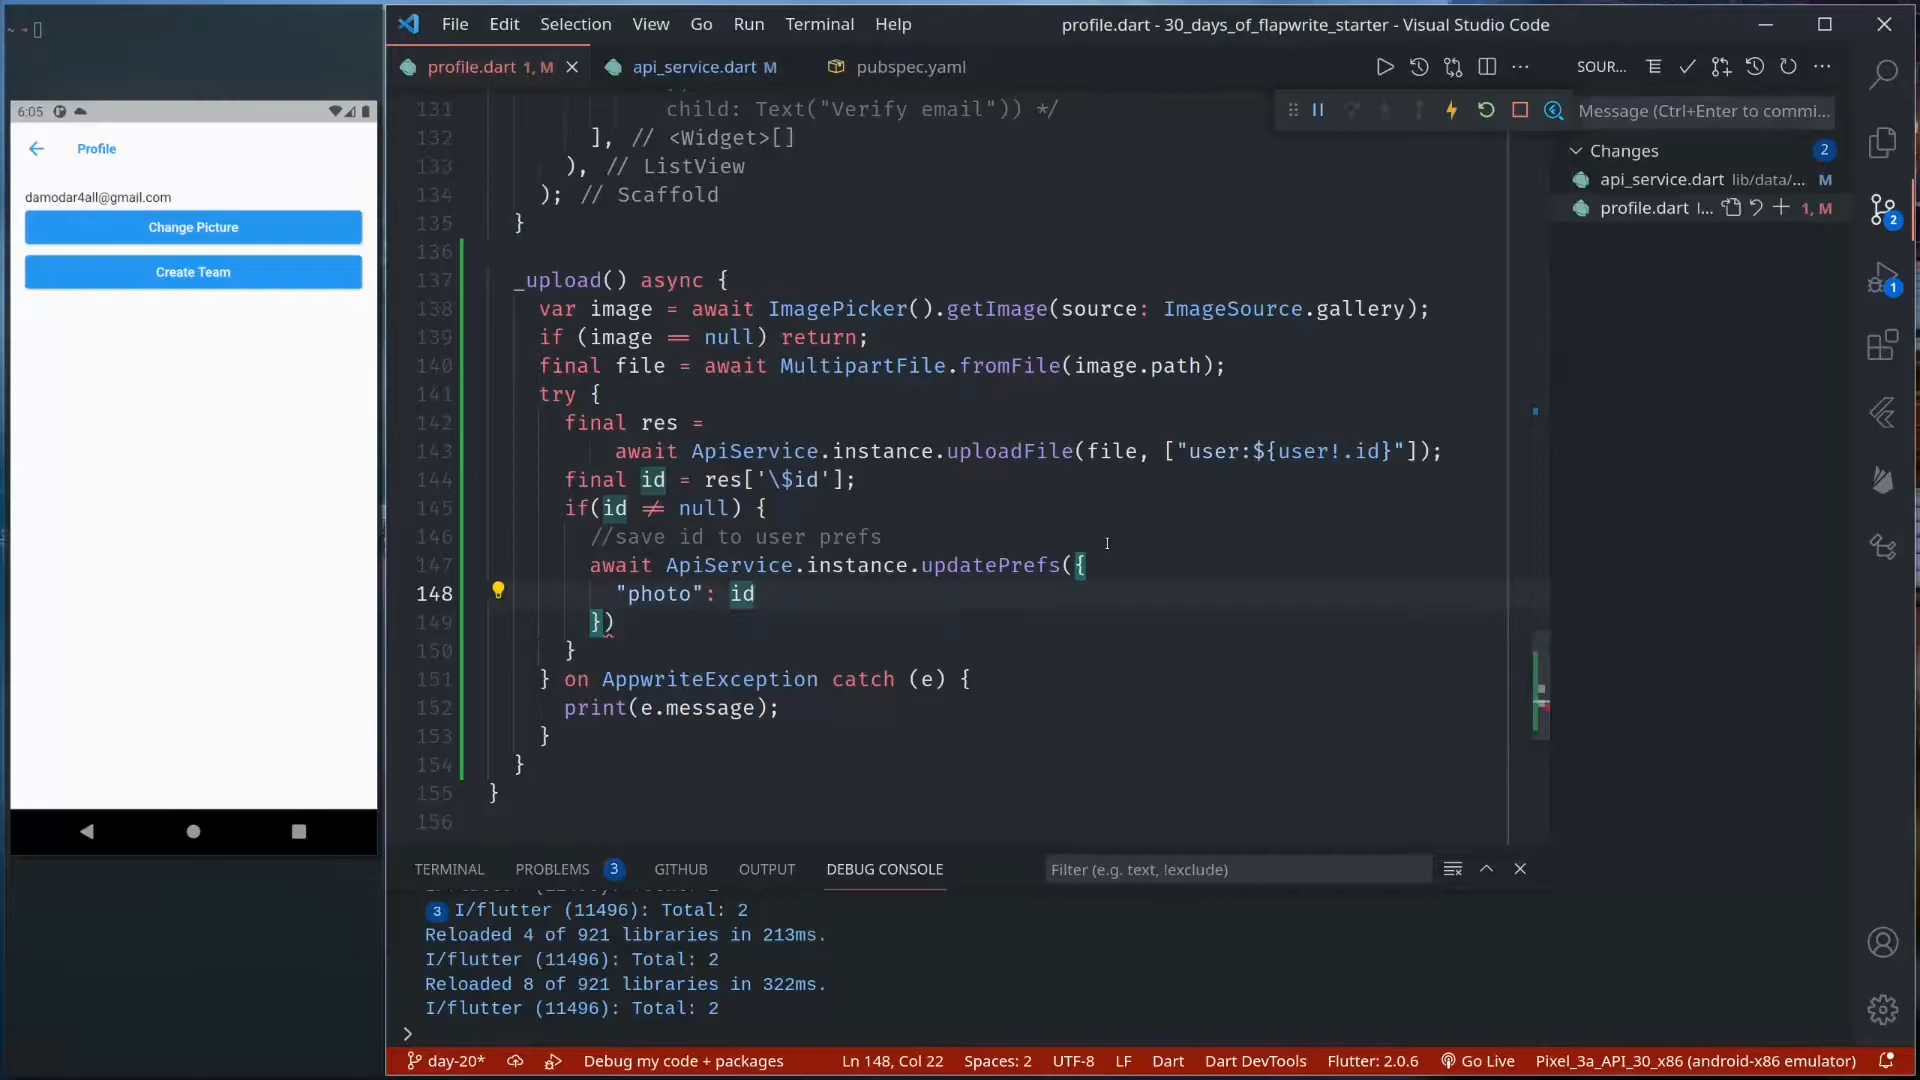 File Edit Selection View Go Run Terminal Help
profile.dart - 30_days_of_flapwrite_starter - Visual Studio Code
profile.dart 1, M
api_service.dart M
pubspec.yaml
SOUR...
6:05
Profile
damodar4all@gmail.com
Change Picture
Create Team
131 child: Text("Verify email")) */
132 ], // <Widget>[]
133 ), // ListView
134 ); // Scaffold
135 }
136
137 _upload() async {
138 var image = await ImagePicker().getImage(source: ImageSource.gallery);
139 if (image == null) return;
140 final file = await MultipartFile.fromFile(image.path);
141 try {
142 final res =
143 await ApiService.instance.uploadFile(file, ["user:${user!.id}"]);
144 final id = res['\$id'];
145 if(id != null) {
146 //save id to user prefs
147 await ApiService.instance.updatePrefs({
148 "photo": id
149 })
150 }
151 } on AppwriteException catch (e) {
152 print(e.message);
153 }
154 }
155 }
156
Message (Ctrl+Enter to commi...
Changes 2
api_service.dart lib/data/... M
profile.dart l... 1, M
2
1
TERMINAL PROBLEMS 3 GITHUB OUTPUT DEBUG CONSOLE
Filter (e.g. text, !exclude)
3 I/flutter (11496): Total: 2
Reloaded 4 of 921 libraries in 213ms.
I/flutter (11496): Total: 2
Reloaded 8 of 921 libraries in 322ms.
I/flutter (11496): Total: 2
>
day-20* Debug my code + packages Ln 148, Col 22 Spaces: 2 UTF-8 LF Dart Dart DevTools Flutter: 2.0.6 Go Live Pixel_3a_API_30_x86 (android-x86 emulator)